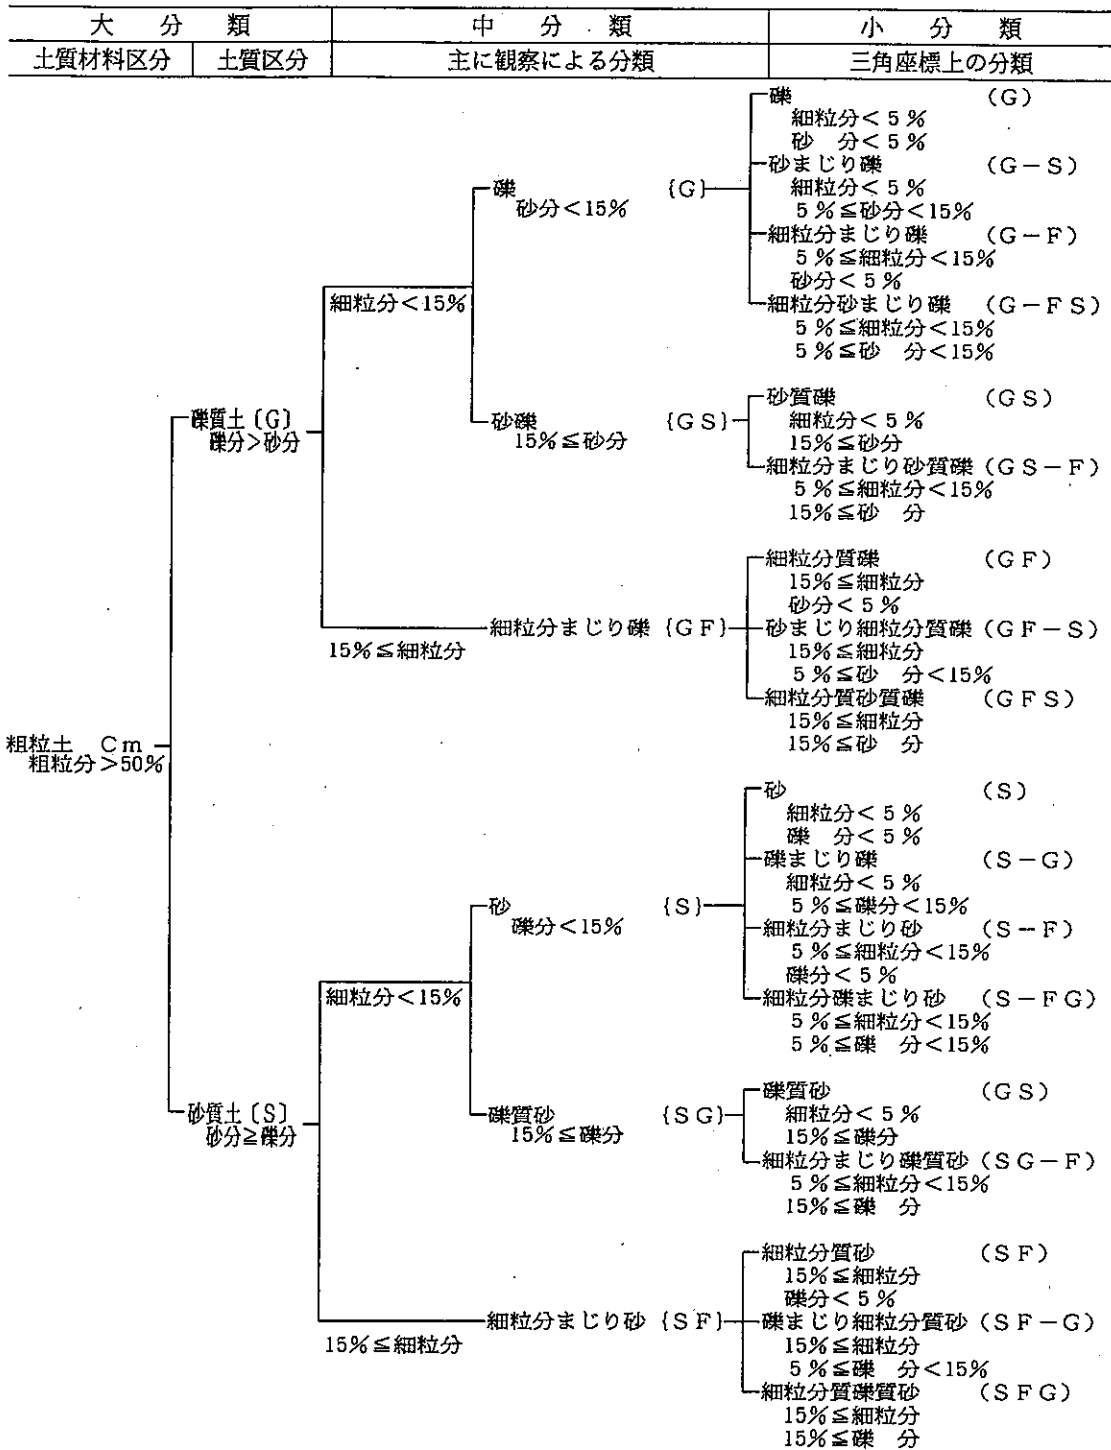 大　分　類　中　分　類　小　分　類
土質材料区分　土質区分　主に観察による分類　三角座標上の分類
礫　（G）
細粒分＜5％
砂　分＜5％
砂まじり礫　（G－S）
礫　{G}
細粒分＜5％
砂分＜15％
5％≦砂分＜15％
細粒分まじり礫　（G－F）
5％≦細粒分＜15％
砂分＜5％
細粒分＜15％
細粒分砂まじり礫　（G－FS）
5％≦細粒分＜15％
5％≦砂　分＜15％
砂質礫　（GS）
礫質土〔G〕
砂礫　{GS}
細粒分＜5％
礫分＞砂分
15％≦砂分
15％≦砂分
細粒分まじり砂質礫（GS－F）
5％≦細粒分＜15％
15％≦砂　分
細粒分質礫　（GF）
15％≦細粒分
砂分＜5％
細粒分まじり礫 {GF}
砂まじり細粒分質礫（GF－S）
15％≦細粒分
15％≦細粒分
5％≦砂　分＜15％
細粒分質砂質礫　（GFS）
15％≦細粒分
15％≦砂　分
粗粒土　Cm
粗粒分＞50％
砂　（S）
細粒分＜5％
礫　分＜5％
礫まじり礫　（S－G）
細粒分＜5％
砂　{S}
5％≦礫分＜15％
礫分＜15％
細粒分まじり砂　（S－F）
5％≦細粒分＜15％
礫分＜5％
細粒分＜15％
細粒分礫まじり砂　（S－FG）
5％≦細粒分＜15％
5％≦礫　分＜15％
礫質砂　（GS）
砂質土〔S〕
礫質砂　{SG}
細粒分＜5％
砂分≧礫分
15％≦礫分
15％≦礫分
細粒分まじり礫質砂（SG－F）
5％≦細粒分＜15％
15％≦礫　分
細粒分質砂　（SF）
15％≦細粒分
礫分＜5％
細粒分まじり砂 {SF}
礫まじり細粒分質砂（SF－G）
15％≦細粒分
15％≦細粒分
5％≦礫　分＜15％
細粒分質礫質砂　（SFG）
15％≦細粒分
15％≦礫　分